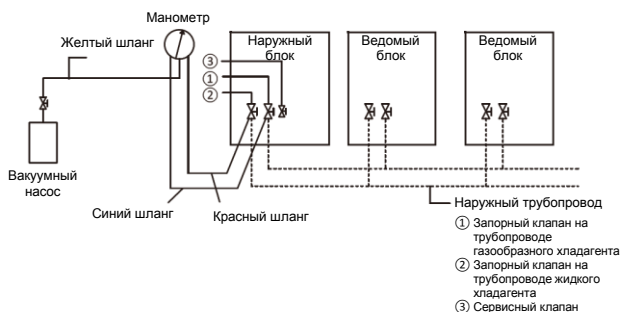 Манометр
Желтый шланг
Наружный
блок
Ведомый
блок
Ведомый
блок
③
①
②
Вакуумный
насос
Синий шланг
Красный шланг
Наружный трубопровод
① Запорный клапан на
трубопроводе
газообразного хладагента
② Запорный клапан на
трубопроводе жидкого
хладагента
③ Сервисный клапан